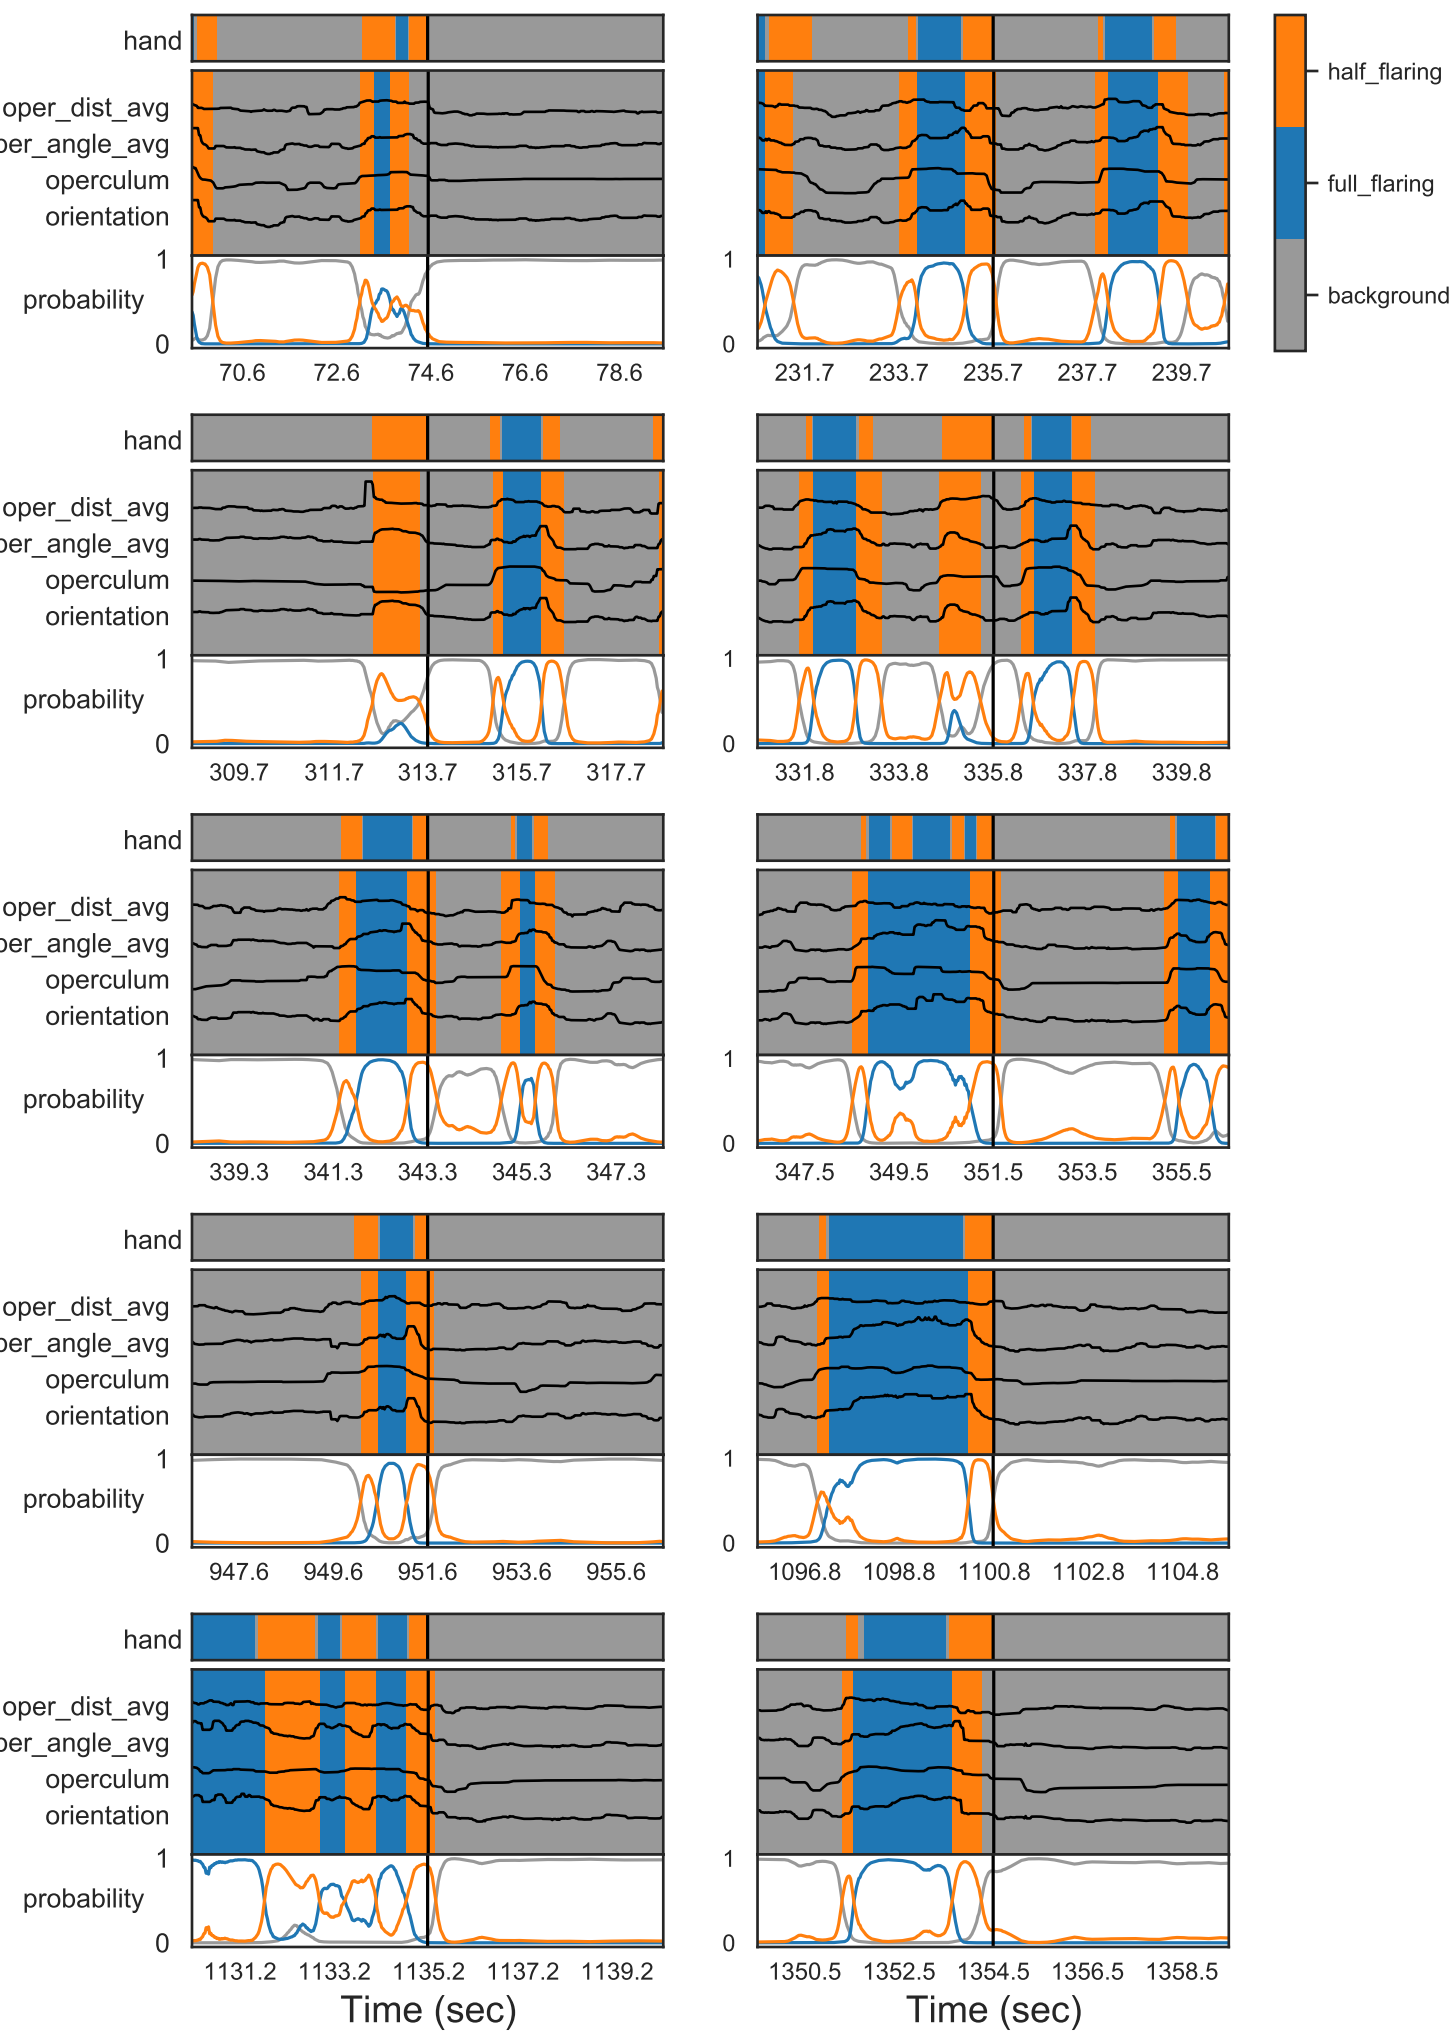 hand
oper_dist_avg
per_angle_avg
operculum
orientation
1
probability
0
70.6 72.6 74.6 76.6 78.6
1
0
231.7 233.7 235.7 237.7 239.7
half_flaring
full_flaring
background
hand
oper_dist_avg
per_angle_avg
operculum
orientation
1
probability
0
309.7 311.7 313.7 315.7 317.7
1
0
331.8 333.8 335.8 337.8 339.8
hand
oper_dist_avg
per_angle_avg
operculum
orientation
1
probability
0
339.3 341.3 343.3 345.3 347.3
1
0
347.5 349.5 351.5 353.5 355.5
hand
oper_dist_avg
per_angle_avg
operculum
orientation
1
probability
0
947.6 949.6 951.6 953.6 955.6
1
0
1096.8 1098.8 1100.8 1102.8 1104.8
hand
oper_dist_avg
per_angle_avg
operculum
orientation
1
probability
0
1131.2 1133.2 1135.2 1137.2 1139.2
Time (sec)
1
0
1350.5 1352.5 1354.5 1356.5 1358.5
Time (sec)